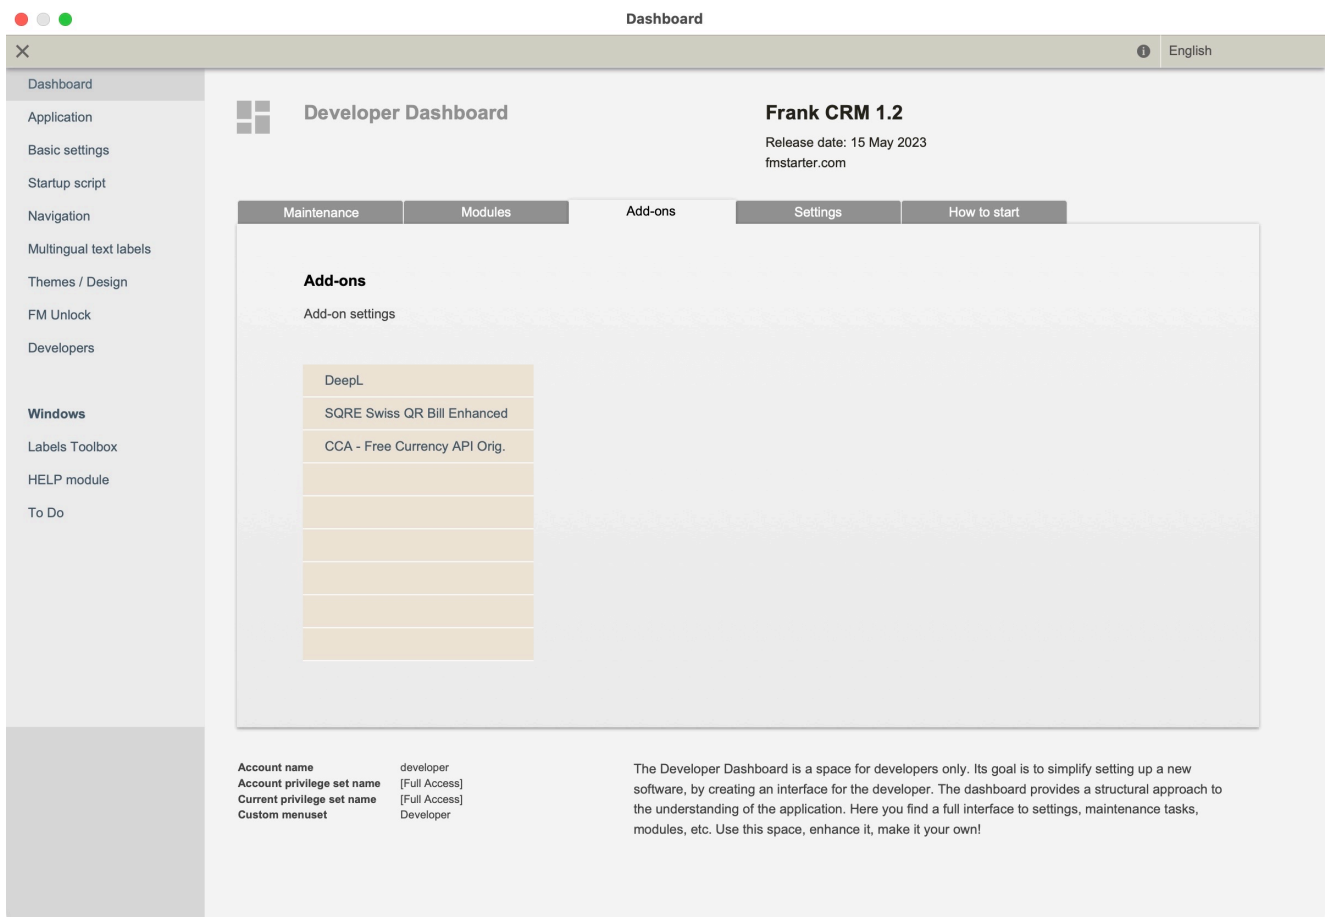 Dashboard
English
Dashboard
Application
Basic settings
Startup script
Navigation
Multingual text labels
Themes / Design
FM Unlock
Developers
Windows
Labels Toolbox
HELP module
To Do
Developer Dashboard
Frank CRM 1.2
Release date: 15 May 2023
fmstarter.com
Maintenance Modules Add-ons Settings How to start
Add-ons
Add-on settings
DeepL
SQRE Swiss QR Bill Enhanced
CCA - Free Currency API Orig.
Account name developer
Account privilege set name [Full Access]
Current privilege set name [Full Access]
Custom menuset Developer
The Developer Dashboard is a space for developers only. Its goal is to simplify setting up a new
software, by creating an interface for the developer. The dashboard provides a structural approach to
the understanding of the application. Here you find a full interface to settings, maintenance tasks,
modules, etc. Use this space, enhance it, make it your own!